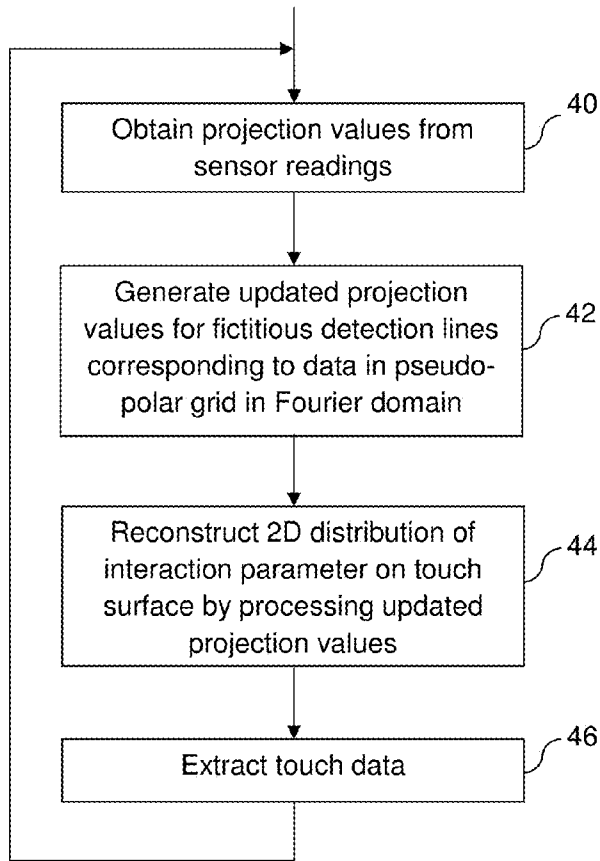 40
Obtain projection values from
sensor readings
42
Generate updated projection
values for fictitious detection lines
corresponding to data in pseudo-
polar grid in Fourier domain
44
Reconstruct 2D distribution of
interaction parameter on touch
surface by processing updated
projection values
46
Extract touch data